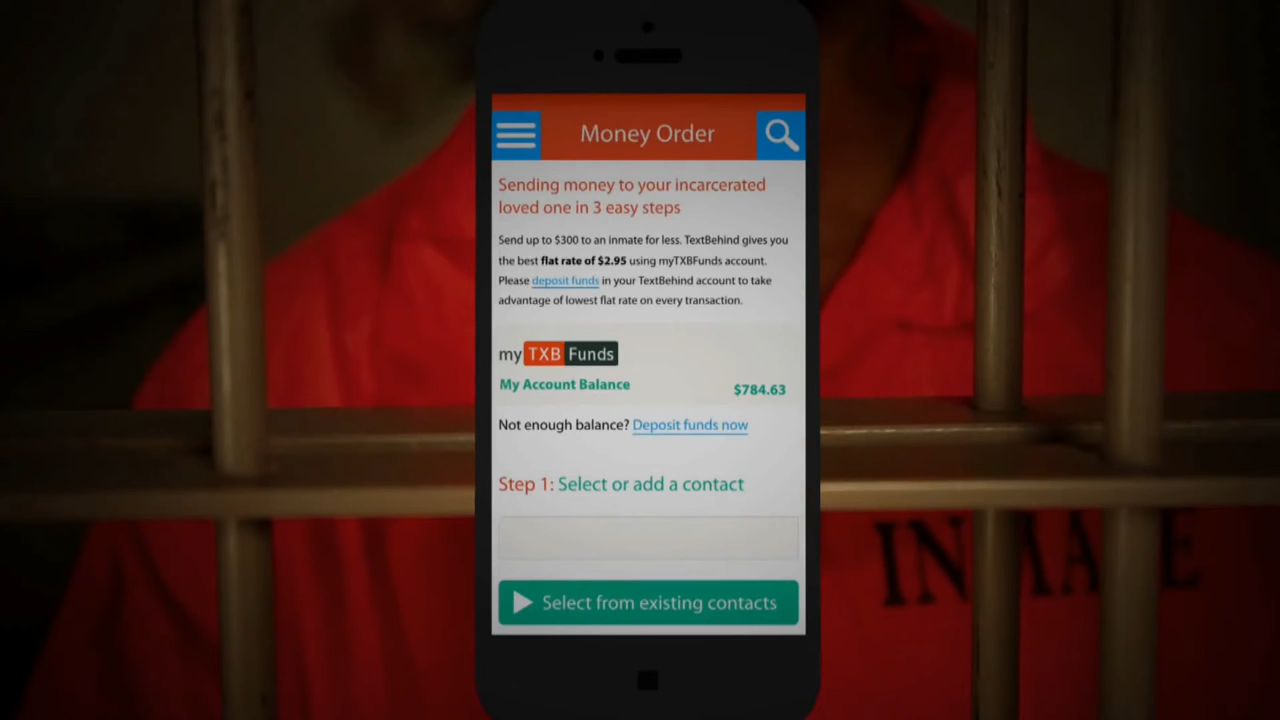 Money Order
Sending money to your incarcerated
loved one in 3 easy steps
Send up to $300 to an inmate for less. TextBehind gives you
the best flat rate of $2.95 using myTXBFunds account.
Please deposit funds in your TextBehind account to take
advantage of lowest flat rate on every transaction.
my TXB Funds
My Account Balance $784.63
Not enough balance? Deposit funds now
Step 1: Select or add a contact
Select from existing contacts
INMATE